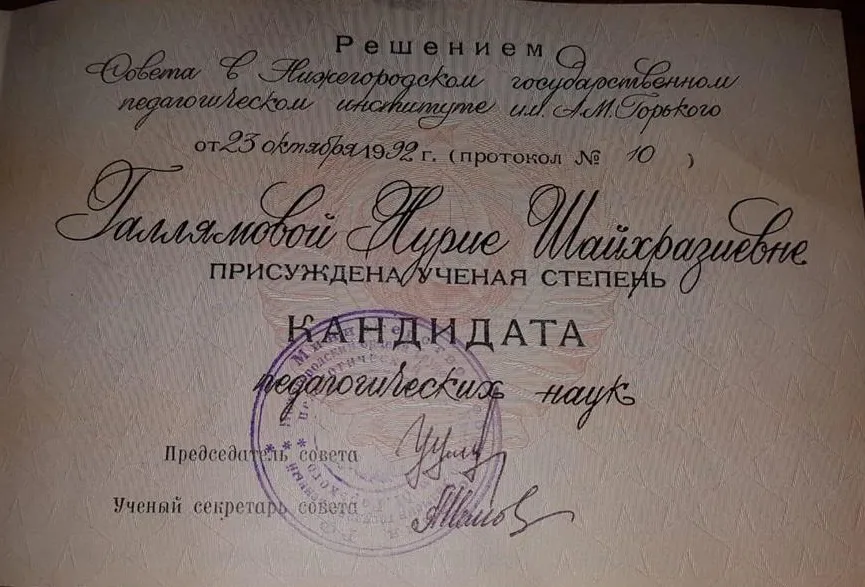 Решением
Совета в Нижегородском государственном
педагогическом институте им. А.М. Горького
от 23 октября 1992 г. (протокол № 10 )
Галлямовой Нурие Шайхразиевне
ПРИСУЖДЕНА УЧЕНАЯ СТЕПЕНЬ
КАНДИДАТА
педагогических наук
Председатель совета
Ученый секретарь совета